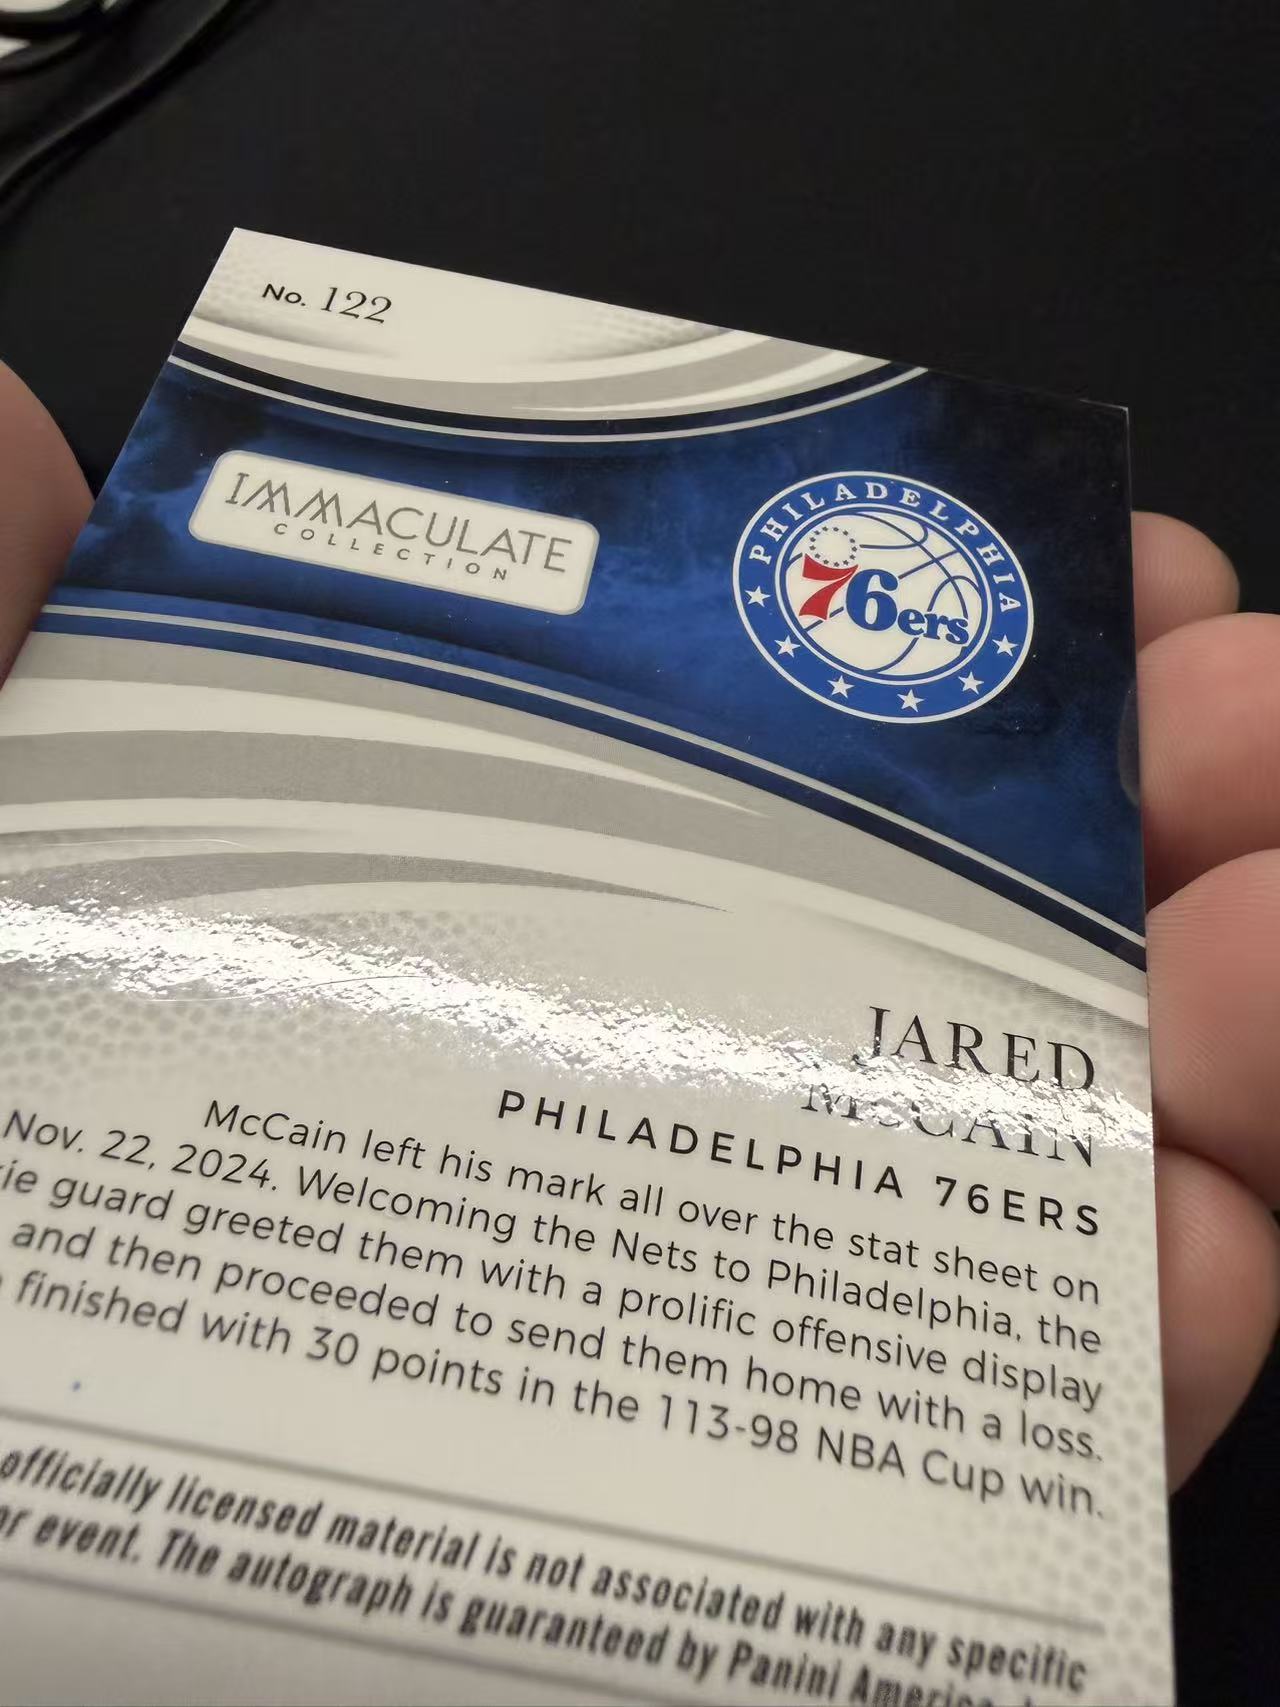 No. 122
IMMACULATE
COLLECTION
PHILADELPHIA
76ers
JARED
McCAIN
PHILADELPHIA 76ERS
McCain left his mark all over the stat sheet on
Nov. 22, 2024. Welcoming the Nets to Philadelphia, the
guard greeted them with a prolific offensive display
and then proceeded to send them home with a loss.
finished with 30 points in the 113-98 NBA Cup win.
officially licensed material is not associated with any specific
or event. The autograph is guaranteed by Panini America